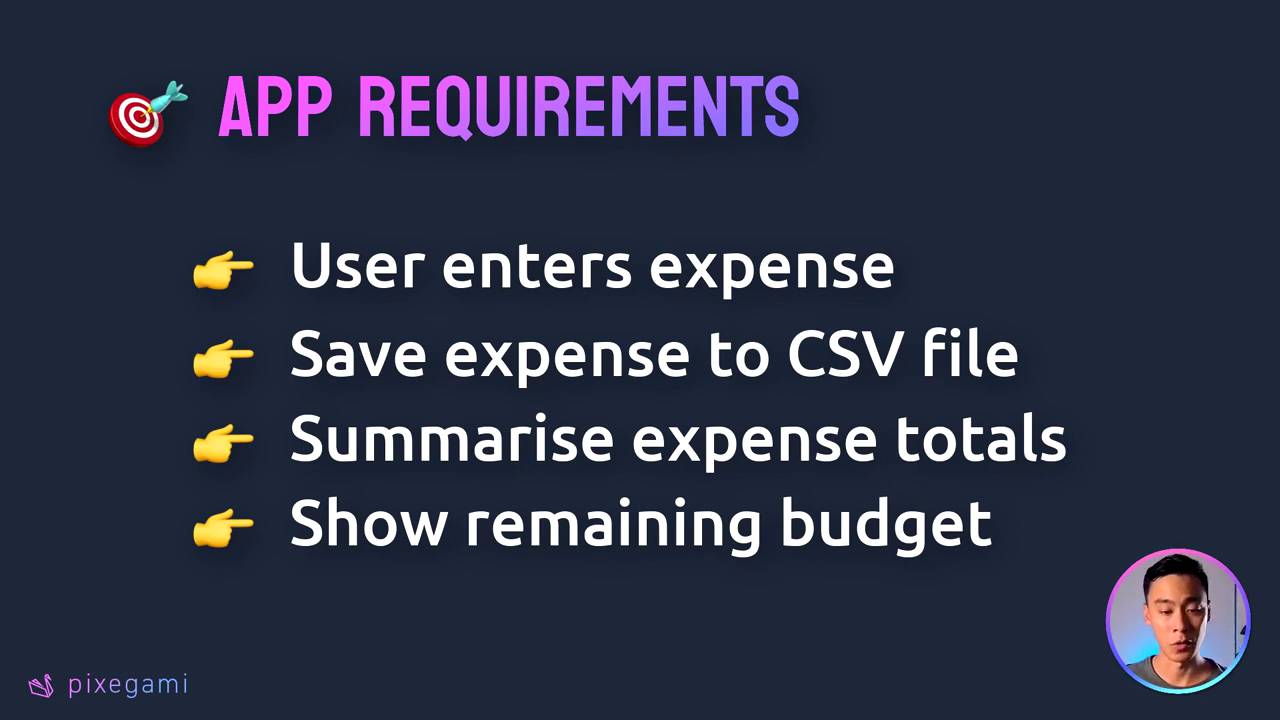 APP REQUIREMENTS
User enters expense
Save expense to CSV file
Summarise expense totals
Show remaining budget
pixegami